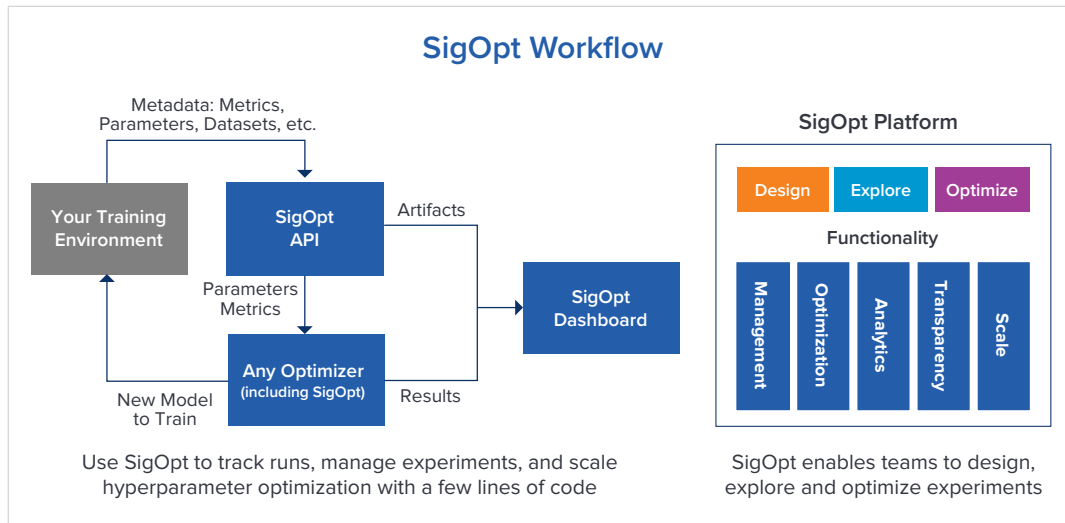 SigOpt Workflow
Metadata: Metrics,
Parameters, Datasets, etc.
Your Training
Environment
SigOpt
API
Artifacts
Parameters
Metrics
SigOpt
Dashboard
Any Optimizer
(including SigOpt)
New Model
to Train
Results
Use SigOpt to track runs, manage experiments, and scale
hyperparameter optimization with a few lines of code
SigOpt Platform
Design
Explore
Optimize
Functionality
Management
Optimization
Analytics
Transparency
Scale
SigOpt enables teams to design,
explore and optimize experiments